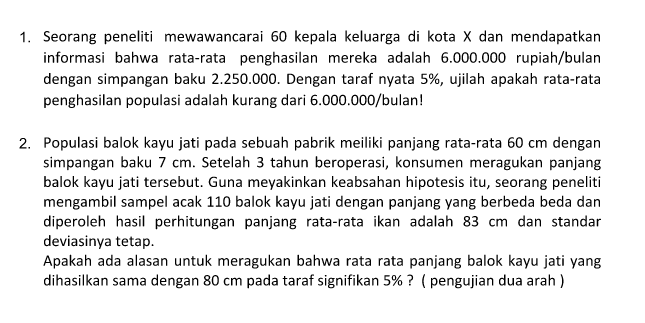 1. Seorang peneliti mewawancarai 60 kepala keluarga di kota X dan mendapatkan
informasi bahwa rata-rata penghasilan mereka adalah 6.000.000 rupiah/bulan
dengan simpangan baku 2.250.000. Dengan taraf nyata 5%, ujilah apakah rata-rata
penghasilan populasi adalah kurang dari 6.000.000/bulan!
2. Populasi balok kayu jati pada sebuah pabrik meiliki panjang rata-rata 60 cm dengan
simpangan baku 7 cm. Setelah 3 tahun beroperasi, konsumen meragukan panjang
balok kayu jati tersebut. Guna meyakinkan keabsahan hipotesis itu, seorang peneliti
mengambil sampel acak 110 balok kayu jati dengan panjang yang berbeda beda dan
diperoleh hasil perhitungan panjang rata-rata ikan adalah 83 cm dan standar
deviasinya tetap.
Apakah ada alasan untuk meragukan bahwa rata rata panjang balok kayu jati yang
dihasilkan sama dengan 80 cm pada taraf signifikan 5% ? ( pengujian dua arah )